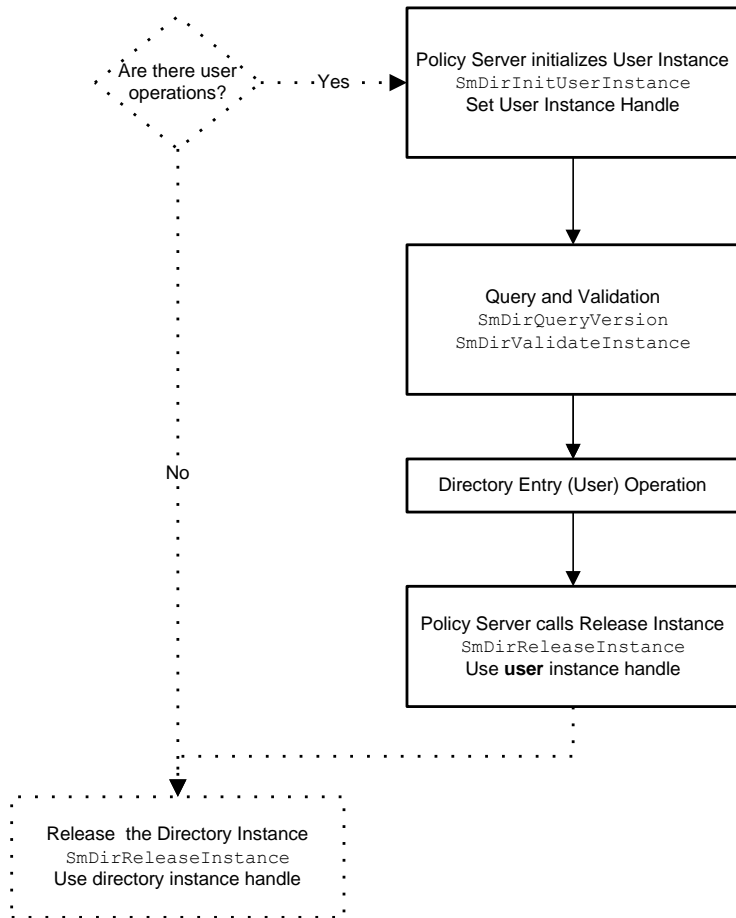 Are there user
operations?
Yes
Policy Server initializes User Instance
SmDirInitUserInstance
Set User Instance Handle
Query and Validation
SmDirQueryVersion
SmDirValidateInstance
No
Directory Entry (User) Operation
Policy Server calls Release Instance
SmDirReleaseInstance
Use user instance handle
Release the Directory Instance
SmDirReleaseInstance
Use directory instance handle